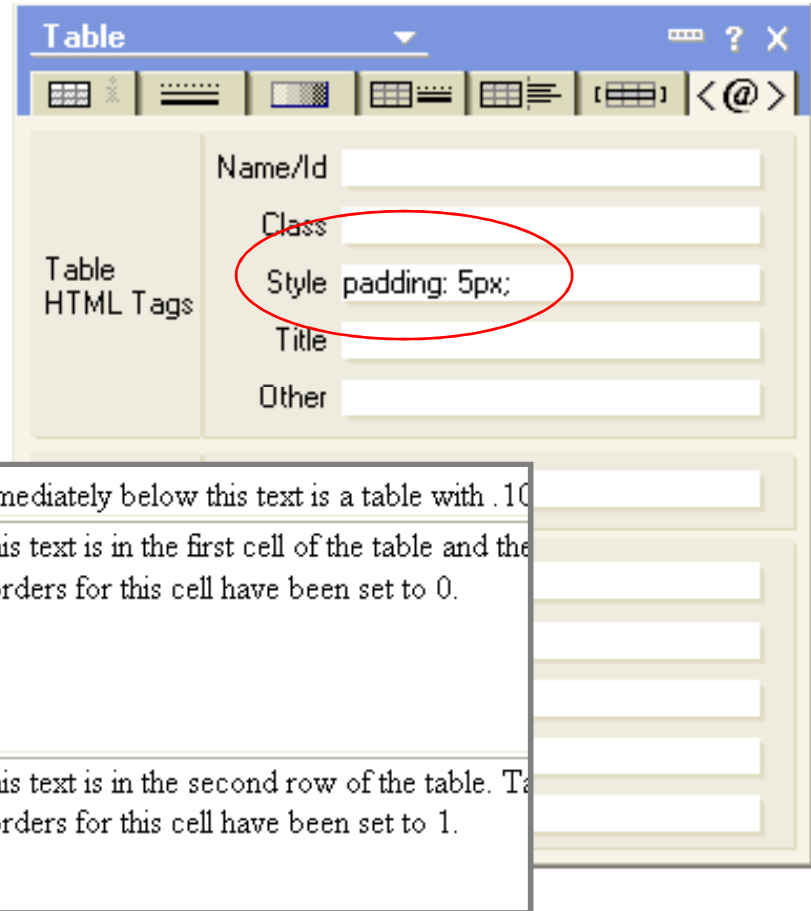 Table
?
X
<@>
Name/Id
Class
Table
HTML Tags
Style padding: 5px;
Title
Other
mediately below this text is a table with .10
is text is in the first cell of the table and the
orders for this cell have been set to 0.
is text is in the second row of the table. Ta
orders for this cell have been set to 1.